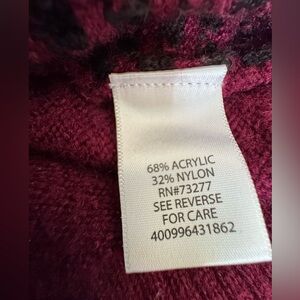 68% ACRYLIC
32% NYLON
RN#73277
SEE REVERSE
FOR CARE
400996431862